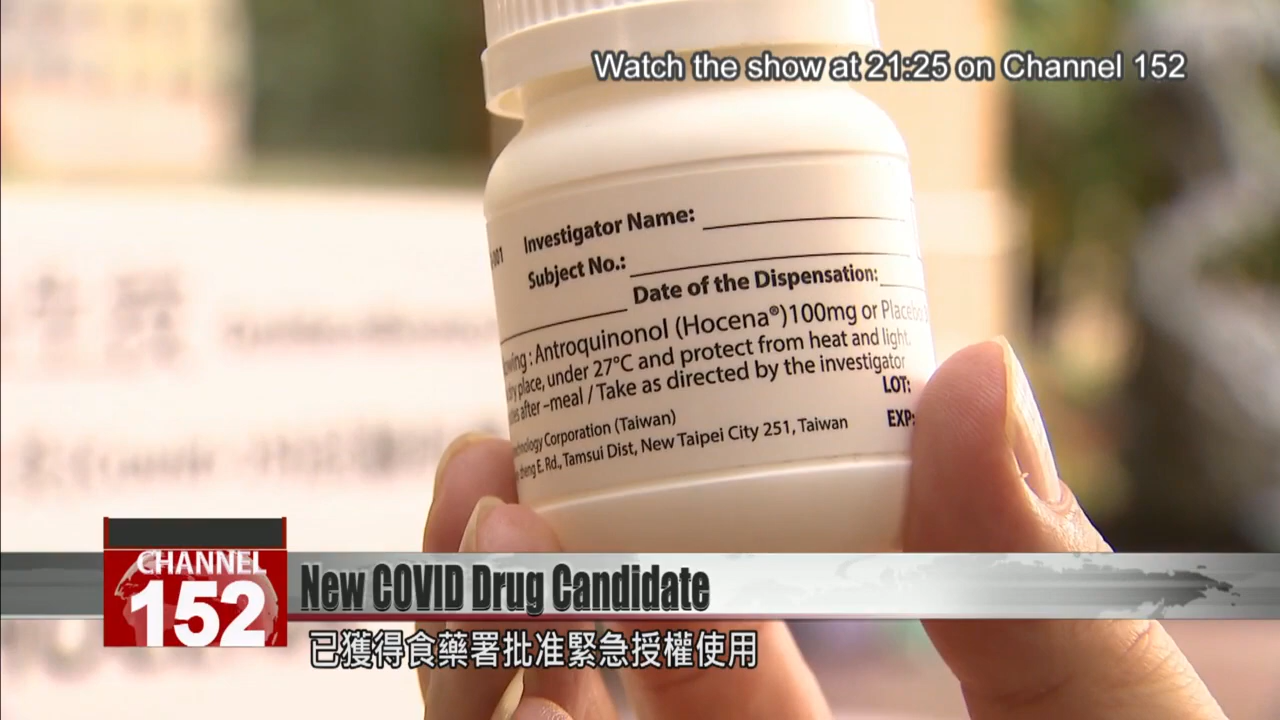 Watch the show at 21:25 on Channel 152
001 Investigator Name:
Subject No.:
Date of the Dispensation:
Antroquinonol (Hocena®)100mg or Placebo
place, under 27°C and protect from heat and light.
after –meal / Take as directed by the investigator
LOT:
Corporation (Taiwan)
EXP:
E. Rd., Tamsui Dist, New Taipei City 251, Taiwan
CHANNEL
152
New COVID Drug Candidate
已獲得食藥署批准緊急授權使用